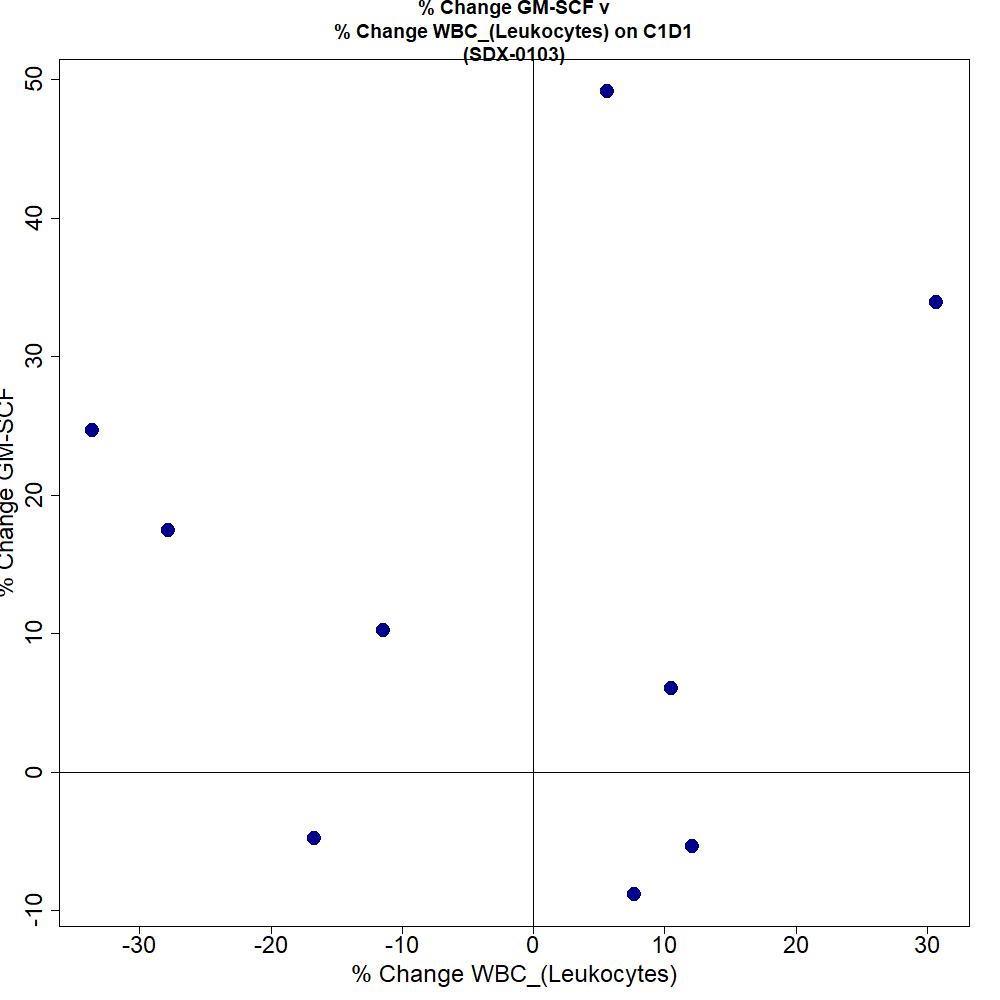 % Change GM-SCF v
% Change WBC_(Leukocytes) on C1D1
(SDX-0103)
% Change GM-SCF
50
40
30
20
10
0
-10
-30
-20
-10
0
10
20
30
% Change WBC_(Leukocytes)